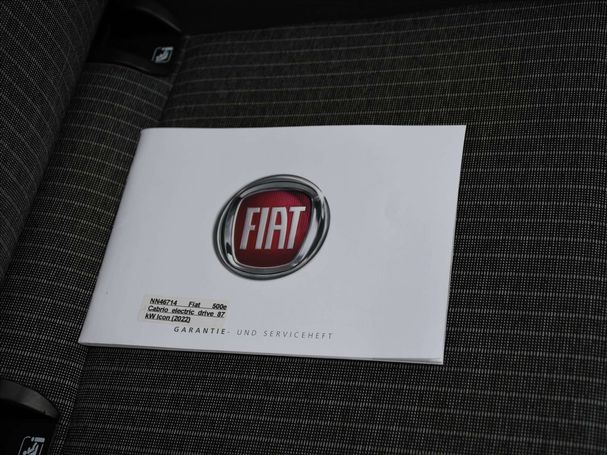 FIAT
NN46714 Fiat 500e
Cabrio electric drive 87
kW Icon (2022)
GARANTIE- UND SERVICEHEFT